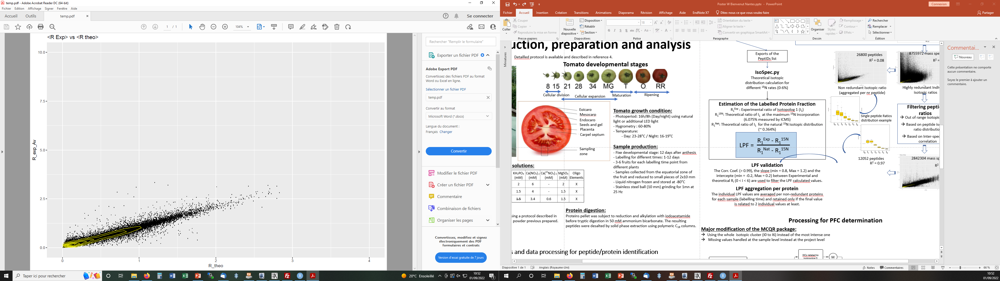 temp.pdf - Adobe Acrobat Reader DC (64-bit)
Fichier Edition Affichage Signer Fenêtre Aide
Accueil Outils temp.pdf × Se connecter
1 / 1 104%
<R Exp> vs <R theo>
10.0
7.5
5.0
2.5
0.0
R_exp_Av
0 1 2 3 4
R_theo
Rechercher "Remplir le formulaire"
Exporter un fichier PDF
Adobe Export PDF
Convertissez des fichiers PDF au format
Word ou Excel en ligne.
Sélectionner un fichier PDF
temp.pdf
Convertir au format
Microsoft Word (*.docx)
Langue du document :
Français Changer
Convertir
Modifier le fichier PDF
Créer un fichier PDF
Commentaire
Combinaison de fichiers
Organiser les pages
Convertissez, modifiez et signez
électroniquement des PDF
formulaires et contrats
Version d'essai gratuite de 7 jours
Taper ici pour rechercher
20°C Ensoleillé
10:52
01/09/2022
Poster W Bienvenut Nantes.pptx - PowerPoint
Connexion
Fichier Accueil Insertion Création Transitions Animations Diaporama Révision Affichage Aide EndNote X7 Dites-nous ce que vous voulez faire Partager
Coller
Couper
Copier
Reproduire la mise en forme
Presse-papiers
Nouvelle
diapositive
Disposition
Rétablir
Section
Diapositives
18
Police
Orientation du texte
Aligner le texte
Convertir en graphique SmartArt
Paragraphe
Organiser
Styles
rapides
Remplissage
Contour
Effets
Dessin
Rechercher
Remplacer
Sélectionner
Édition
Miniatures
uction, preparation and analysis
Detailled protocol is available and described in reference 4.
Tomato developmental stages
8 15 21 28 34 MG T O RR
Cellular division
Cellular expansion
Maturation
Ripening
Epicarp
Mesocarp
Endocarp
Seeds and gel
Placenta
Carpel septum
Sampling
zone
Tomato growth condition:
- Photoperiod: 16h/8h (Day/night) using natural
light or additional LED light
- Hygrometry : 60-80%
- Temperature:
- Day: 23-28°C / Night: 16-19°C
Sample production:
- Fixe developmental stage: 12 days after anthesis
- Labelling for different times: 1-12 days
- 3-6 fruits for each labelling time point from
different plants
- Samples collected from the equatorial zone of
the fruit and reduced to small pieces of 2x10 mm
- Liquid nitrogen frozen and stored at -80°C
- Stainless steel ball (10 mm) grinding for 1mn at
25 Hz
solutions:
KH₂PO₄ (mM) Ca(NO₃)₂ (mM) Ca(¹⁵NO₃)₂ (mM) MgSO₄ (mM) Oligo Elements
2 6 - 2 X
1.5 4 - 1.5 X
1.5 3.4 0.6 1.5 X
sing a protocol described in
powder previous prepared.
Protein digestion:
Proteins pellet was subject to reduction and alkylation with iodoacetamide
before tryptic digestion in 50 mM ammonium bicarbonate. The resulting
peptides were desalted by solid phase extraction using polymeric C₁₈ columns.
s and data processing for peptide/protein identification
Exports of the
PeptIDs list
IsoSpec.py
Theoretical isotopic
distribution calculation for
different ¹⁵N rates (0-6%)
Estimation of the Labelled Protein Fraction
R₁ᴱˣᵖ : Experimental ratio of isotopolog 1 (I₁)
R₁¹⁵ᴺ: Theoretical ratio of I₁ at the maximum ¹⁵N incorporation
(6.075% measured by ICMS)
R₁ᴺᵃᵗ: Theoretical ratio of I₁ for the natural ¹⁵N isotopic distribution
(~ 0.364%)
LPF = R₁ᴱˣᵖ - R₁¹⁵ᴺ
R₁ᴺᵃᵗ - R₁¹⁵ᴺ
LPF validation
The Corr. Coef. (> 0.99), the slope (min = 0.8, Max = 1.2) and the
intercepte (min = -0.2, Max = 0.2) between Experimental and
theoretical Rᵢ (0 < i < 6) are used to filter the LPF calculated values.
LPF aggregation per protein
The individual LPF values are averaged per non-redundant proteins
for each sample (labelling time) and retained only if the final value
is related to 2 individual values at least.
Processing for PFC determination
Major modification of the MCQR package:
→ Using the whole isotopic cluster (I0 to I6) instead of the most intense one
→ Missing values handled at the sample level instead at the project level
XICs related to
isotopolog 0
M
26800 peptides
R² = 0.08
Non redundant Isotopic ratio
(aggregated per nr peptide)
8755972 mass spe
R² =
Highly redundant Indiv
isotopic ratios
Single peptide Ratios
distribution example
I₀ I₁ I₂ I₃ I₄ I₅ I₆
I₀ I₁ I₂ I₃ I₄ I₅ I₆
Filtering pepti
ratios
→ Out of range isotopic
→ Based on peptide iso
ratio distributio
→ Based on Inter-spec
correlation
12052 peptides
R² = 0.97
2842304 mass sp
R²
Commentai...
Nouveau
Cette présentation ne comporte
aucun commentaire.
Soyez le premier à ajouter un
commentaire.
Diapositive 1 de 1 Anglais (Royaume-Uni) Notes Commentaires 66 %
10:52
01/09/2022